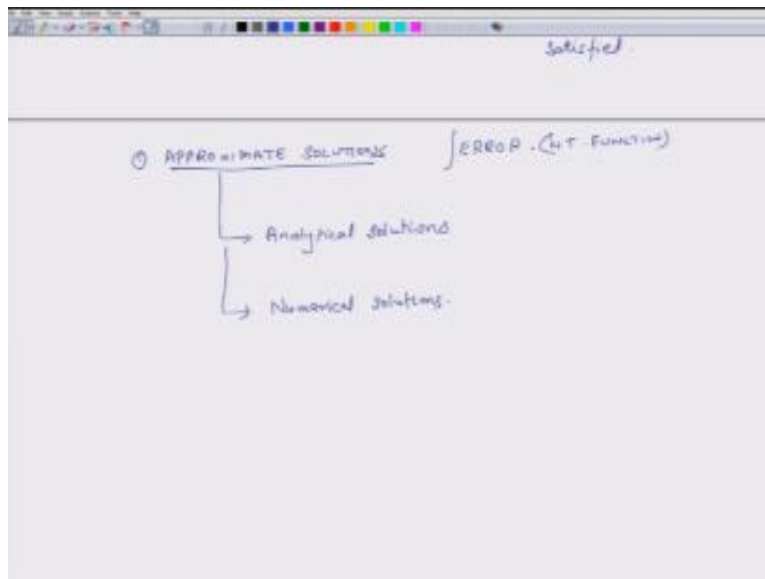 Satisfied.
① APPROXIMATE SOLUTIONS ∫ERROR.(WT FUNCTION)
→ Analytical solutions
→ Numerical solutions.